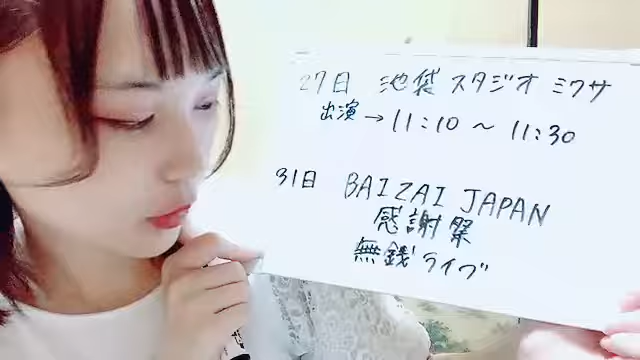 27日 池袋 スタジオ ミクサ
出演→11:10～11:30
31日 BAIZAI JAPAN
感謝祭
無銭ライブ